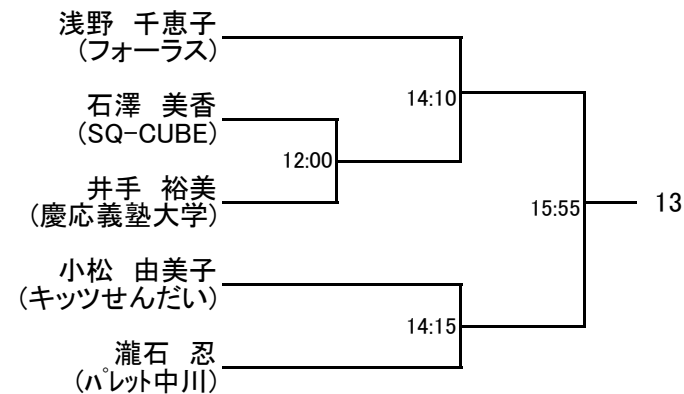 浅野　千恵子
(フォーラス)
14:10
石澤　美香
(SQ-CUBE)
12:00
井手　裕美
(慶応義塾大学)
15:55
13
小松　由美子
(キッツせんだい)
14:15
瀧石　忍
(ﾊﾟﾚｯﾄ中川)